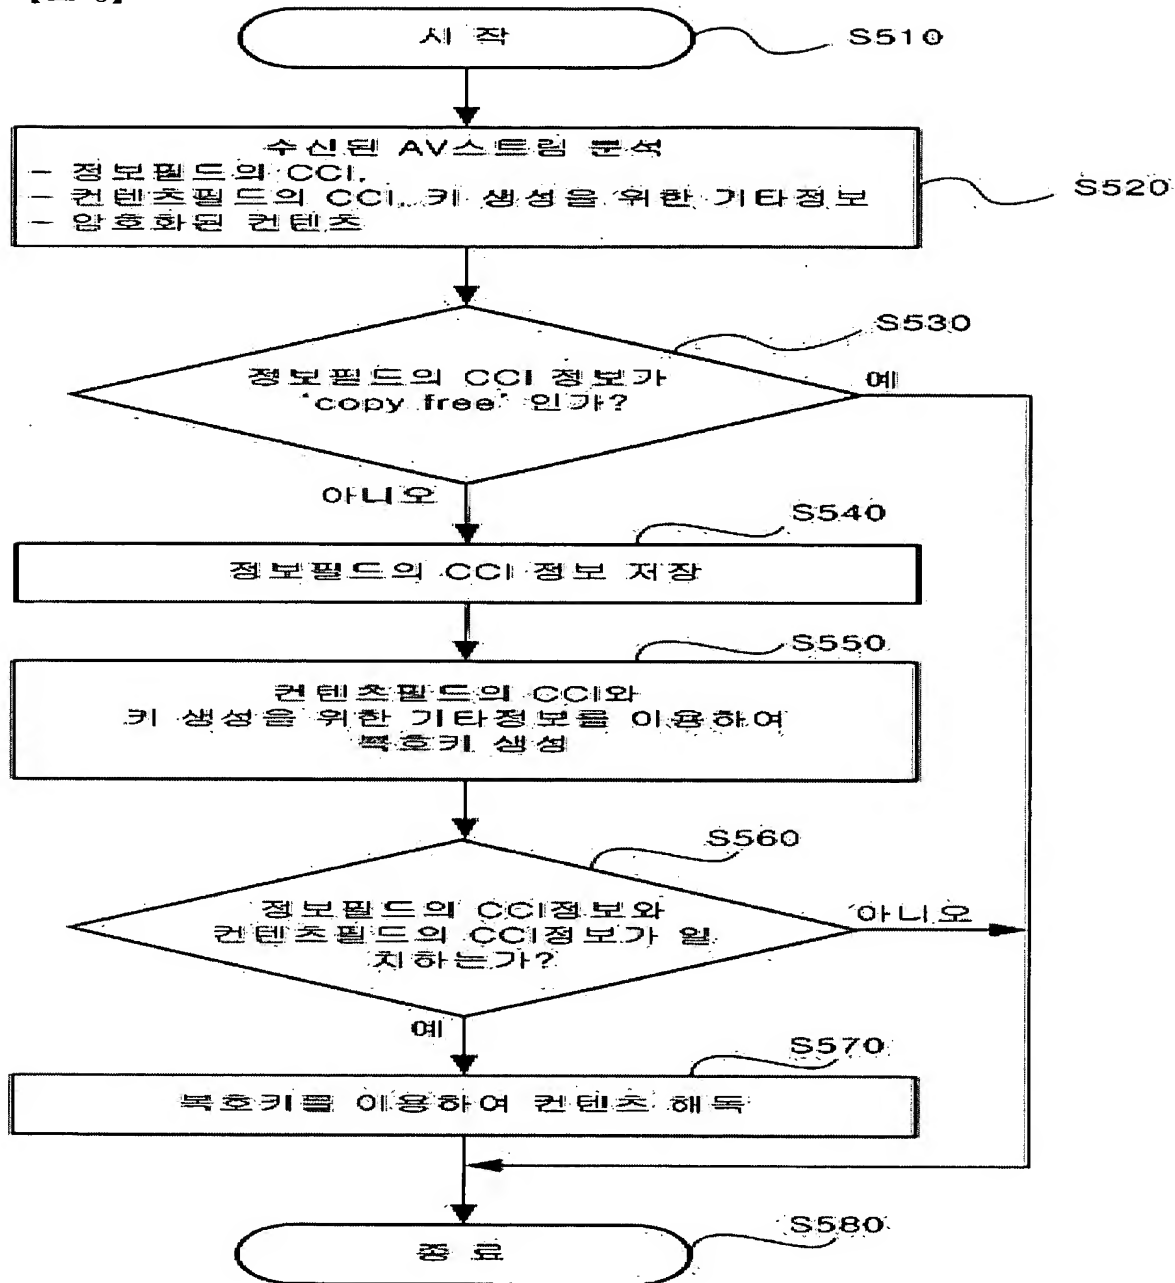 시 작
S510
수신된 AV스트림 분석
- 정보필드의 CCI,
- 컨텐츠필드의 CCI, 키 생성을 위한 기타정보
- 암호화된 컨텐츠
S520
S530
정보필드의 CCI 정보가
'copy free' 인가?
예
아니오
S540
정보필드의 CCI 정보 저장
S550
컨텐츠필드의 CCI와
키 생성을 위한 기타정보를 이용하여
복호키 생성
S560
정보필드의 CCI정보와
컨텐츠필드의 CCI정보가 일
치하는가?
아니오
예
S570
복호키를 이용하여 컨텐츠 해독
S580
종 료